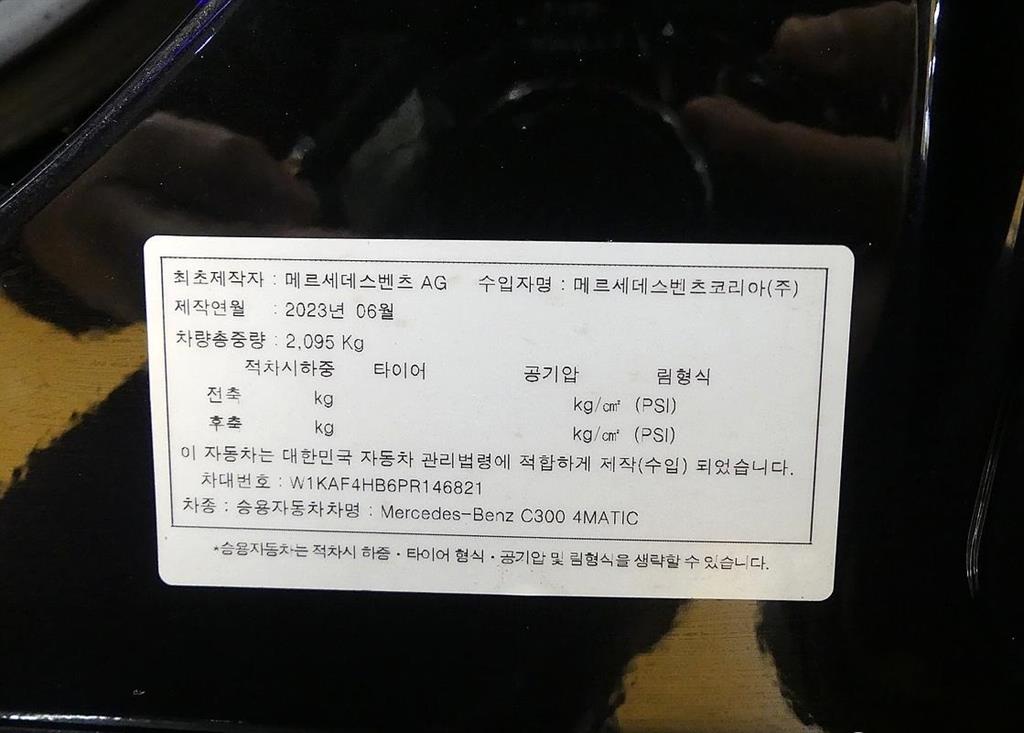 최초제작자 : 메르세데스벤츠 AG 수입자명 : 메르세데스벤츠코리아(주)
제작연월 : 2023년 06월
차량총중량 : 2,095 Kg
적차시하중 타이어 공기압 림형식
전축 kg kg/㎠ (PSI)
후축 kg kg/㎠ (PSI)
이 자동차는 대한민국 자동차 관리법령에 적합하게 제작(수입) 되었습니다.
차대번호 : W1KAF4HB6PR146821
차종 : 승용자동차차명 : Mercedes-Benz C300 4MATIC
*승용자동차는 적차시 하중·타이어 형식·공기압 및 림형식을 생략할 수 있습니다.